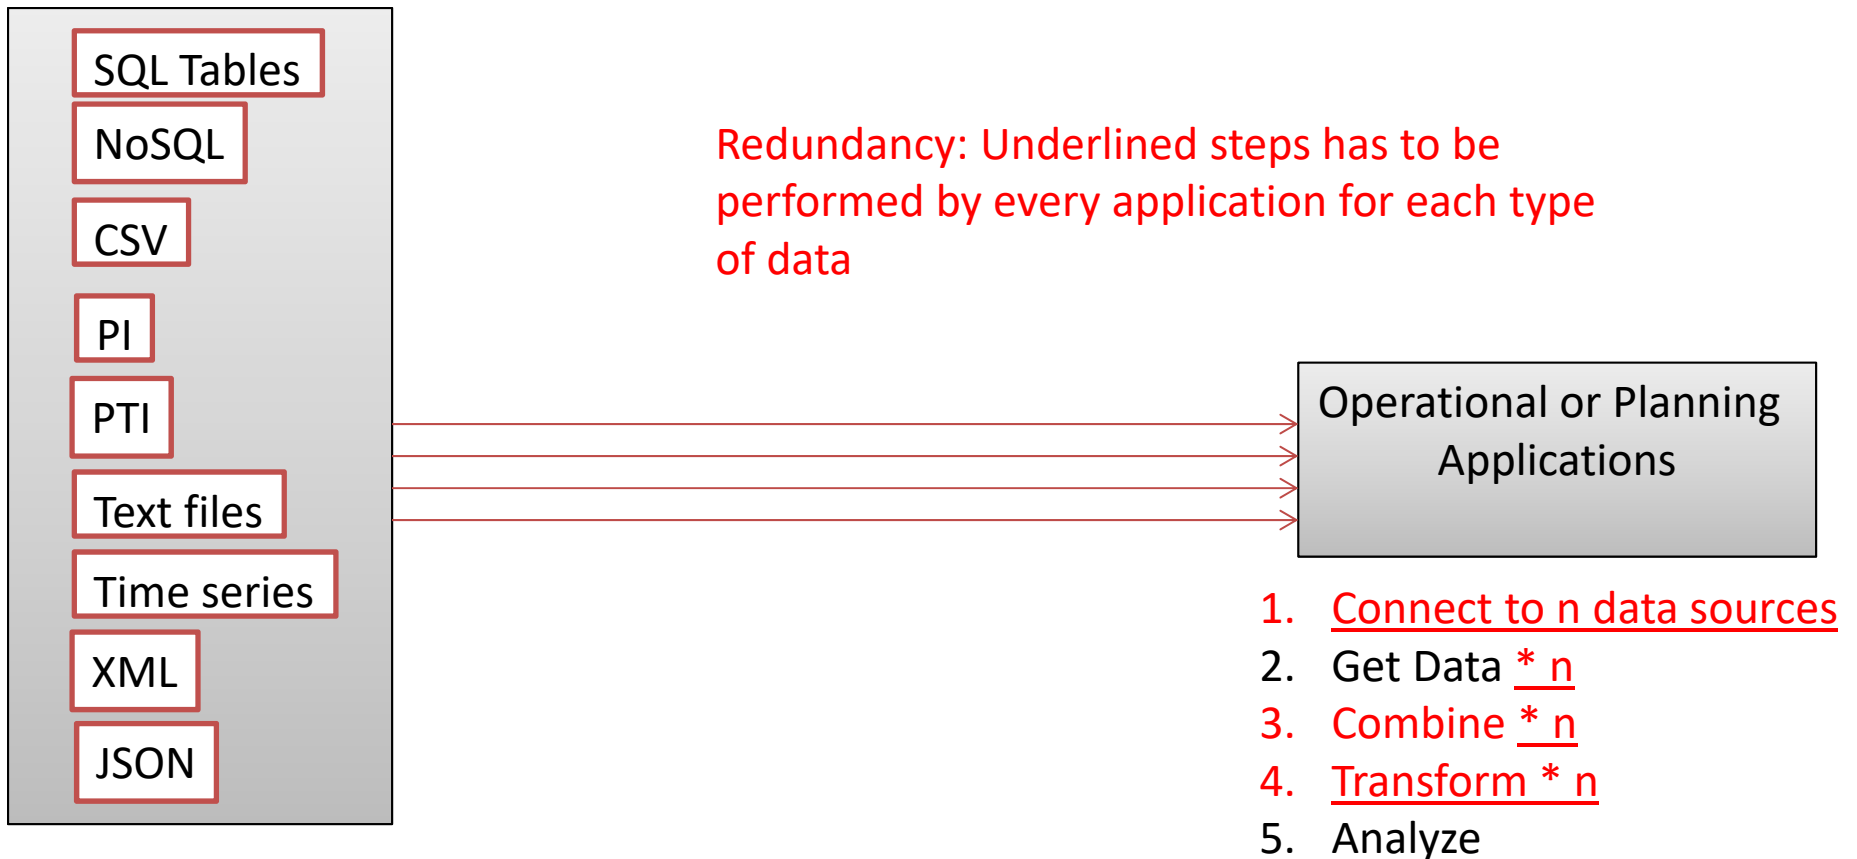 SQL Tables
NoSQL
CSV
PI
PTI
Text files
Time series
XML
JSON
Redundancy: Underlined steps has to be
performed by every application for each type
of data
Operational or Planning
Applications
1. Connect to n data sources
2. Get Data * n
3. Combine * n
4. Transform * n
5. Analyze